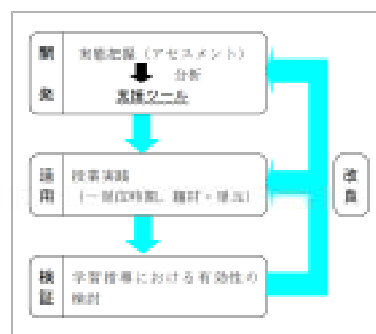 開発
実態把握（アセスメント）
分析
支援ツール
運用
授業実践
検証
学習指導における有効性の
検討
改良